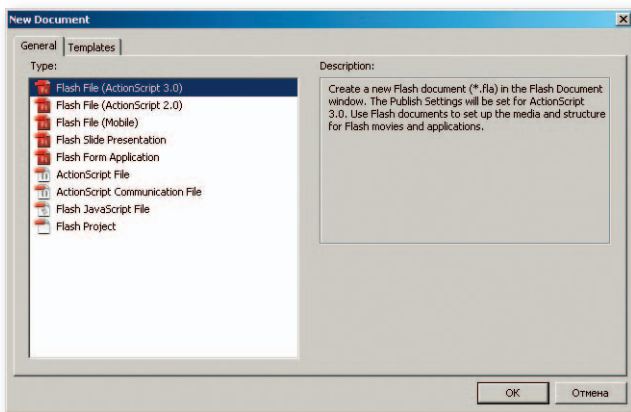 New Document
General Templates
Type:
Flash File (ActionScript 3.0)
Flash File (ActionScript 2.0)
Flash File (Mobile)
Flash Slide Presentation
Flash Form Application
ActionScript File
ActionScript Communication File
Flash JavaScript File
Flash Project
Description:
Create a new Flash document (*.fla) in the Flash Document
window. The Publish Settings will be set for ActionScript
3.0. Use Flash documents to set up the media and structure
for Flash movies and applications.
OK Отмена